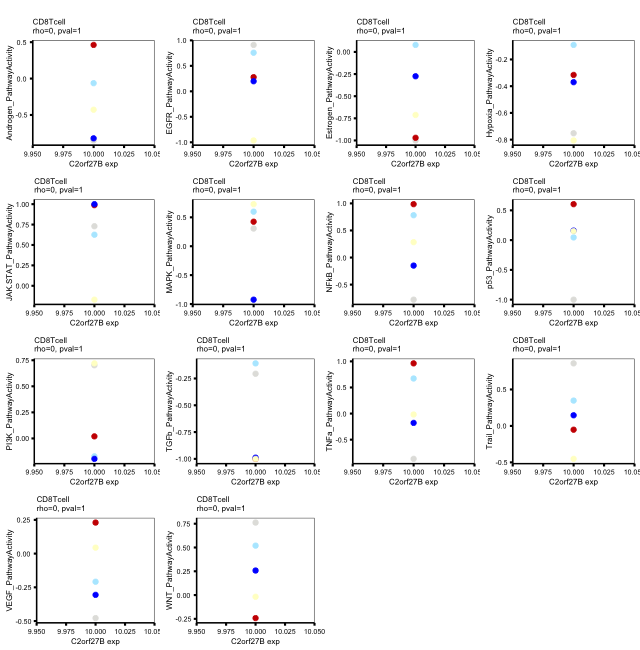 CD8Tcell
rho=0, pval=1
Androgen_PathwayActivity
0.5
0.0
-0.5
9.950 9.975 10.000 10.025 10.05
C2orf27B exp
CD8Tcell
rho=0, pval=1
EGFR_PathwayActivity
1.0
0.5
0.0
-0.5
-1.0
9.950 9.975 10.000 10.025 10.05
C2orf27B exp
CD8Tcell
rho=0, pval=1
Estrogen_PathwayActivity
0.00
-0.25
-0.50
-0.75
-1.00
9.950 9.975 10.000 10.025 10.05
C2orf27B exp
CD8Tcell
rho=0, pval=1
Hypoxia_PathwayActivity
-0.2
-0.4
-0.6
-0.8
9.950 9.975 10.000 10.025 10.050
C2orf27B exp
CD8Tcell
rho=0, pval=1
JAK.STAT_PathwayActivity
1.00
0.75
0.50
0.25
0.00
9.950 9.975 10.000 10.025 10.05
C2orf27B exp
CD8Tcell
rho=0, pval=1
MAPK_PathwayActivity
0.5
0.0
-0.5
-1.0
9.950 9.975 10.000 10.025 10.050
C2orf27B exp
CD8Tcell
rho=0, pval=1
NFkB_PathwayActivity
1.0
0.5
0.0
-0.5
9.950 9.975 10.000 10.025 10.05
C2orf27B exp
CD8Tcell
rho=0, pval=1
p53_PathwayActivity
0.5
0.0
-0.5
-1.0
9.950 9.975 10.000 10.025 10.050
C2orf27B exp
CD8Tcell
rho=0, pval=1
PI3K_PathwayActivity
0.75
0.50
0.25
0.00
9.950 9.975 10.000 10.025 10.05
C2orf27B exp
CD8Tcell
rho=0, pval=1
TGFb_PathwayActivity
-0.25
-0.50
-0.75
-1.00
9.950 9.975 10.000 10.025 10.050
C2orf27B exp
CD8Tcell
rho=0, pval=1
TNFa_PathwayActivity
1.0
0.5
0.0
-0.5
9.950 9.975 10.000 10.025 10.05
C2orf27B exp
CD8Tcell
rho=0, pval=1
Trail_PathwayActivity
0.5
0.0
-0.5
9.950 9.975 10.000 10.025 10.050
C2orf27B exp
CD8Tcell
rho=0, pval=1
VEGF_PathwayActivity
0.25
0.00
-0.25
-0.50
9.950 9.975 10.000 10.025 10.05
C2orf27B exp
CD8Tcell
rho=0, pval=1
WNT_PathwayActivity
0.75
0.50
0.25
0.00
-0.25
9.950 9.975 10.000 10.025 10.050
C2orf27B exp